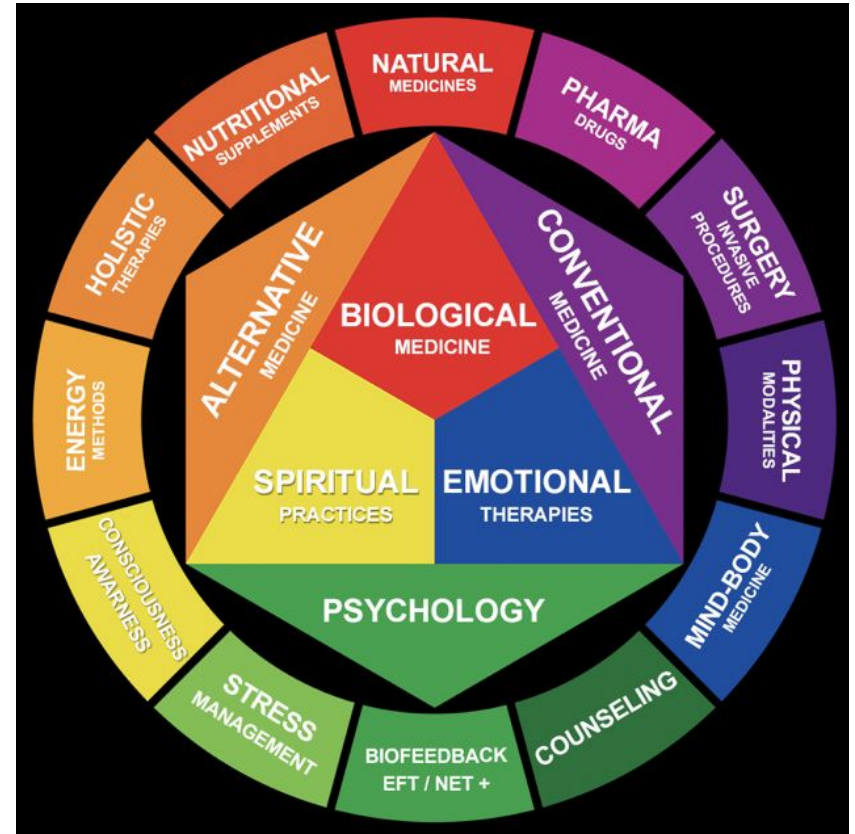 NATURAL
MEDICINES
PHARMA
DRUGS
SURGERY
INVASIVE
PROCEDURES
PHYSICAL
MODALITIES
MIND-BODY
MEDICINE
COUNSELING
BIOFEEDBACK
EFT / NET +
STRESS
MANAGEMENT
CONSCIOUSNESS
AWARNESS
ENERGY
METHODS
HOLISTIC
THERAPIES
NUTRITIONAL
SUPPLEMENTS
ALTERNATIVE
MEDICINE
BIOLOGICAL
MEDICINE
CONVENTIONAL
MEDICINE
SPIRITUAL
PRACTICES
EMOTIONAL
THERAPIES
PSYCHOLOGY